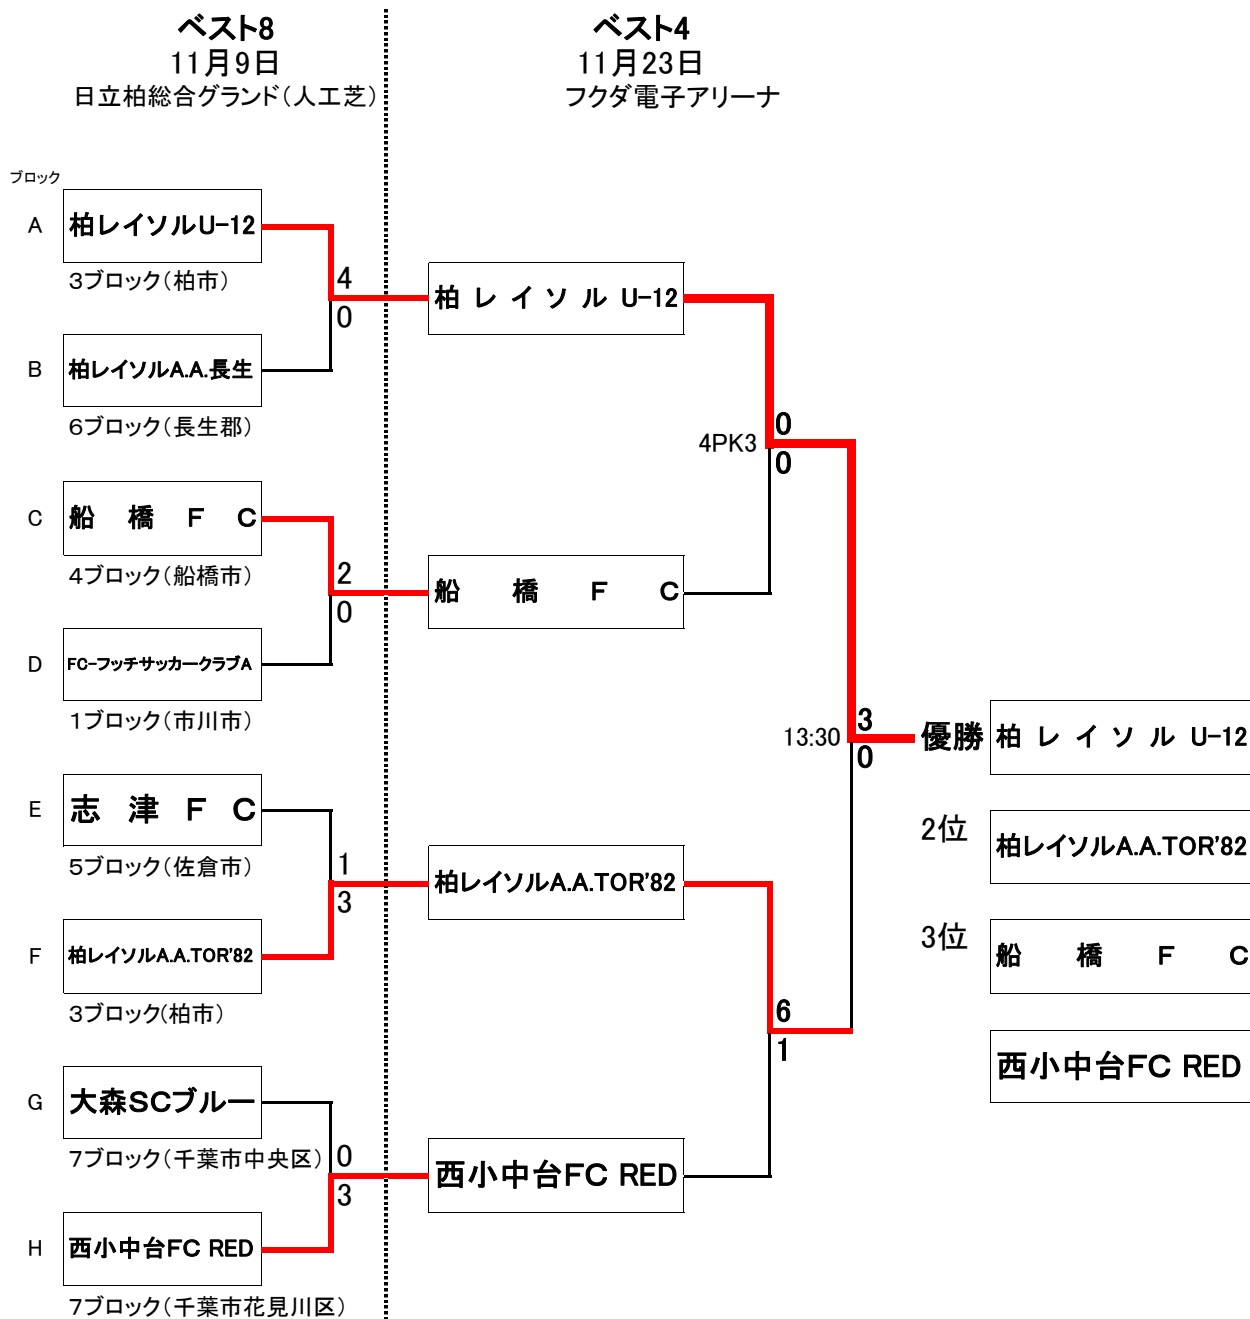 ベスト8
11月9日
日立柏総合グランド(人工芝)
ベスト4
11月23日
フクダ電子アリーナ
ブロック
A
柏レイソルU-12
3ブロック(柏市)
4
0
B
柏レイソルA.A.長生
6ブロック(長生郡)
柏レイソル U-12
4PK3
0
0
C
船橋FC
4ブロック(船橋市)
2
0
D
FC-フッチサッカークラブA
1ブロック(市川市)
船橋FC
13:30
3
0
優勝 柏レイソル U-12
2位 柏レイソルA.A.TOR'82
3位 船橋FC
西小中台FC RED
E
志津FC
5ブロック(佐倉市)
1
3
F
柏レイソルA.A.TOR'82
3ブロック(柏市)
柏レイソルA.A.TOR'82
6
1
G
大森SCブルー
7ブロック(千葉市中央区)
0
3
H
西小中台FC RED
7ブロック(千葉市花見川区)
西小中台FC RED